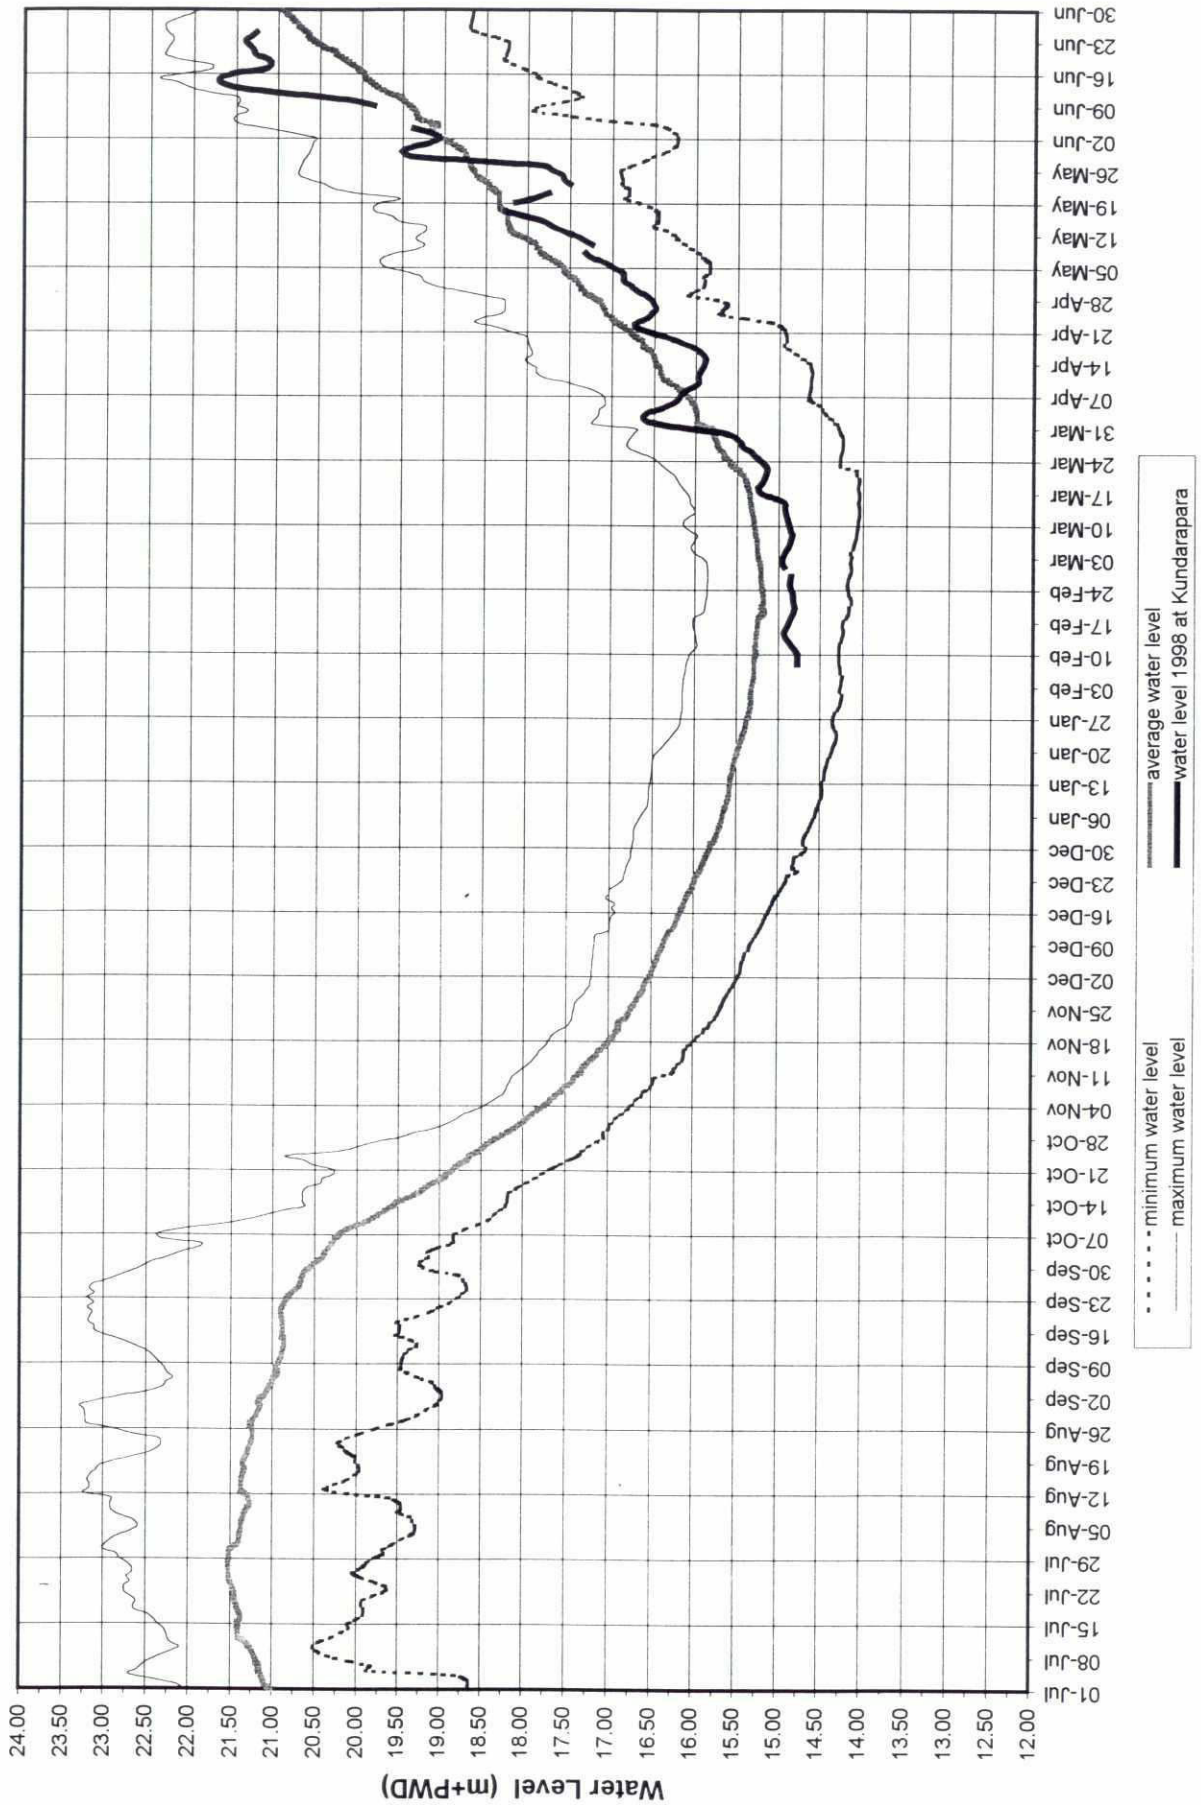 24.00
23.50
23.00
22.50
22.00
21.50
21.00
20.50
20.00
19.50
19.00
18.50
18.00
17.50
17.00
16.50
16.00
15.50
15.00
14.50
14.00
13.50
13.00
12.50
12.00
Water Level (m+PWD)
01-Jul
08-Jul
15-Jul
22-Jul
29-Jul
05-Aug
12-Aug
19-Aug
26-Aug
02-Sep
09-Sep
16-Sep
23-Sep
30-Sep
07-Oct
14-Oct
21-Oct
28-Oct
04-Nov
11-Nov
18-Nov
25-Nov
02-Dec
09-Dec
16-Dec
23-Dec
30-Dec
06-Jan
13-Jan
20-Jan
27-Jan
03-Feb
10-Feb
17-Feb
24-Feb
03-Mar
10-Mar
17-Mar
24-Mar
31-Mar
07-Apr
14-Apr
21-Apr
28-Apr
05-May
12-May
19-May
26-May
02-Jun
09-Jun
16-Jun
23-Jun
30-Jun
minimum water level
maximum water level
average water level
water level 1998 at Kundarapara